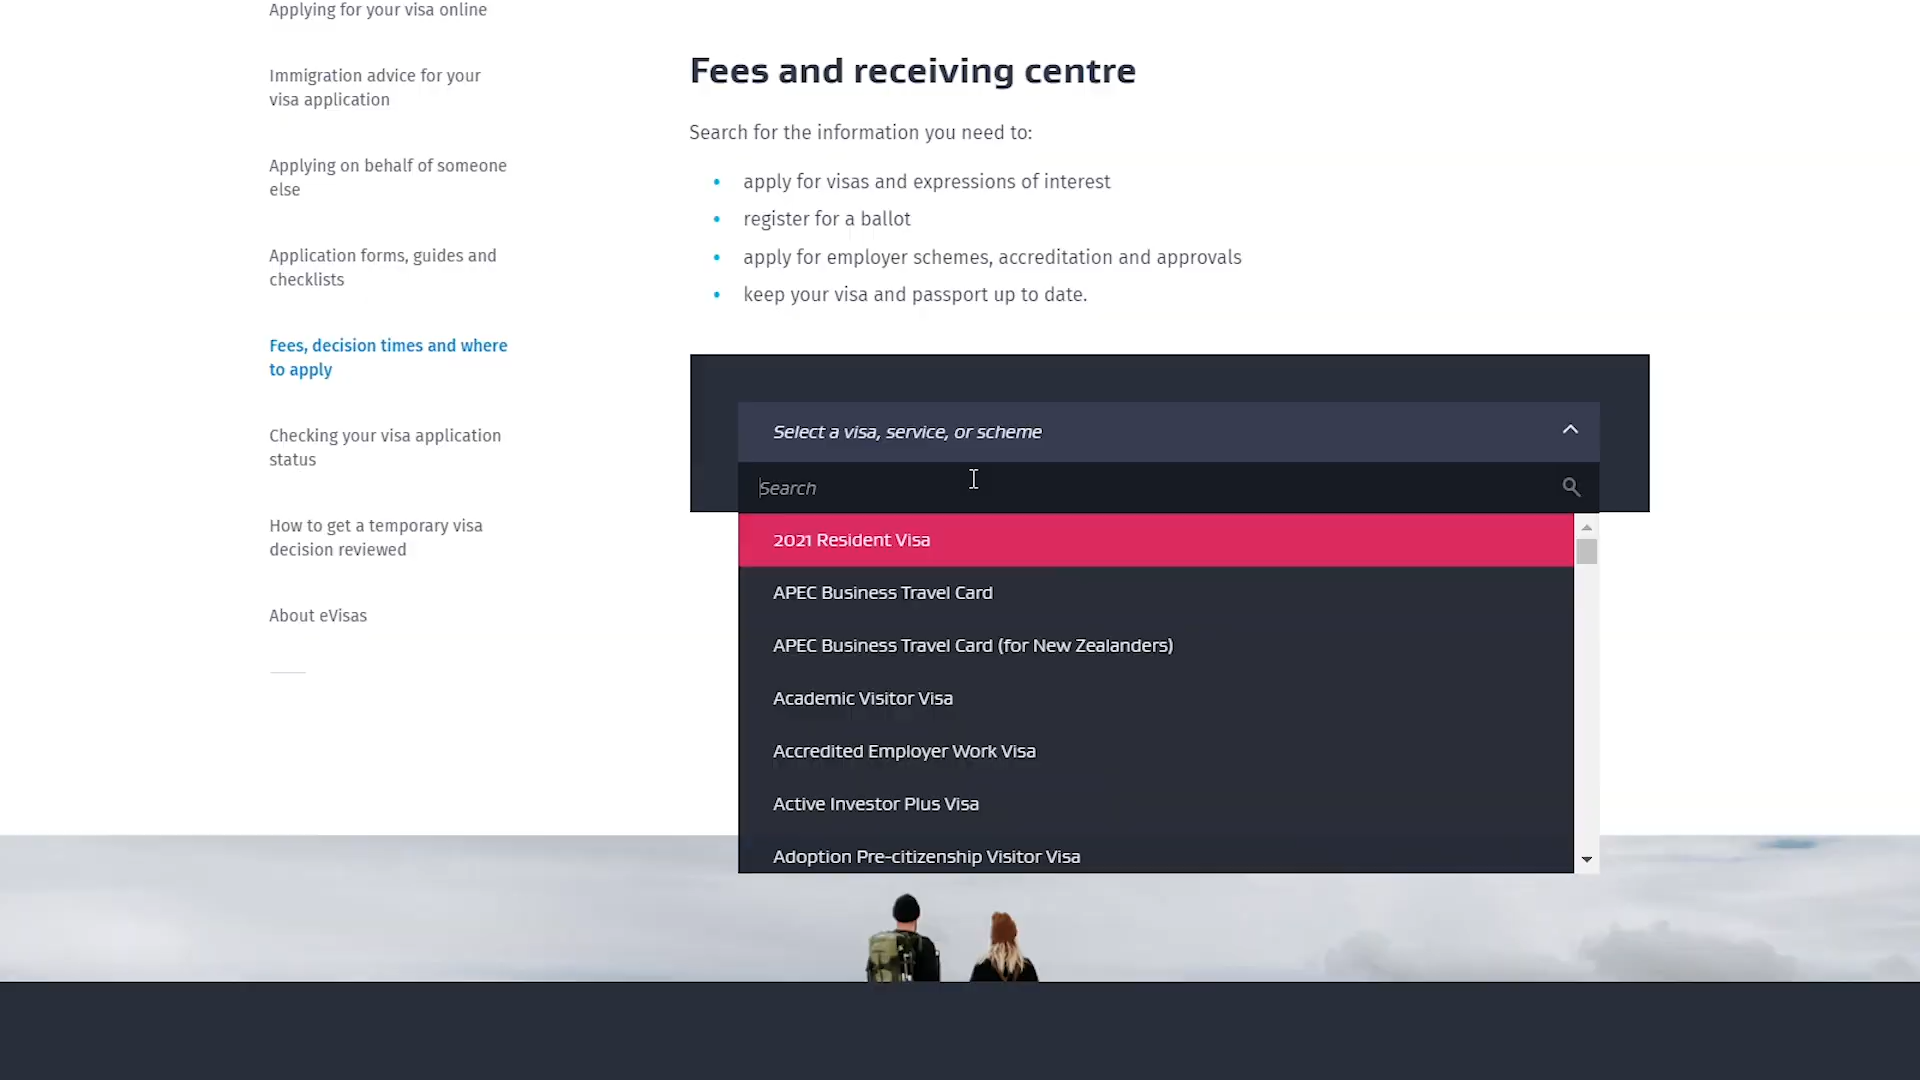 Applying for your visa online
Immigration advice for your
visa application
Applying on behalf of someone
else
Application forms, guides and
checklists
Fees, decision times and where
to apply
Checking your visa application
status
How to get a temporary visa
decision reviewed
About eVisas
Fees and receiving centre
Search for the information you need to:
• apply for visas and expressions of interest
• register for a ballot
• apply for employer schemes, accreditation and approvals
• keep your visa and passport up to date.
Select a visa, service, or scheme
Search
2021 Resident Visa
APEC Business Travel Card
APEC Business Travel Card (for New Zealanders)
Academic Visitor Visa
Accredited Employer Work Visa
Active Investor Plus Visa
Adoption Pre-citizenship Visitor Visa